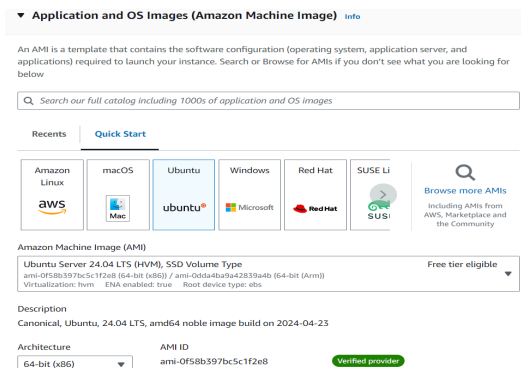 ▼ Application and OS Images (Amazon Machine Image) Info
An AMI is a template that contains the software configuration (operating system, application server, and
applications) required to launch your instance. Search or Browse for AMIs if you don't see what you are looking for
below
Search our full catalog including 1000s of application and OS images
Recents Quick Start
Amazon Linux
aws
macOS
Mac
Ubuntu
ubuntu®
Windows
Microsoft
Red Hat
Red Hat
SUSE Li
SUS
Browse more AMIs
Including AMIs from
AWS, Marketplace and
the Community
Amazon Machine Image (AMI)
Ubuntu Server 24.04 LTS (HVM), SSD Volume Type Free tier eligible
ami-0f58b397bc5c1f2e8 (64-bit (x86)) / ami-0dda4ba9a42839a4b (64-bit (Arm))
Virtualization: hvm ENA enabled: true Root device type: ebs
Description
Canonical, Ubuntu, 24.04 LTS, amd64 noble image build on 2024-04-23
Architecture AMI ID
64-bit (x86) ami-0f58b397bc5c1f2e8 Verified provider